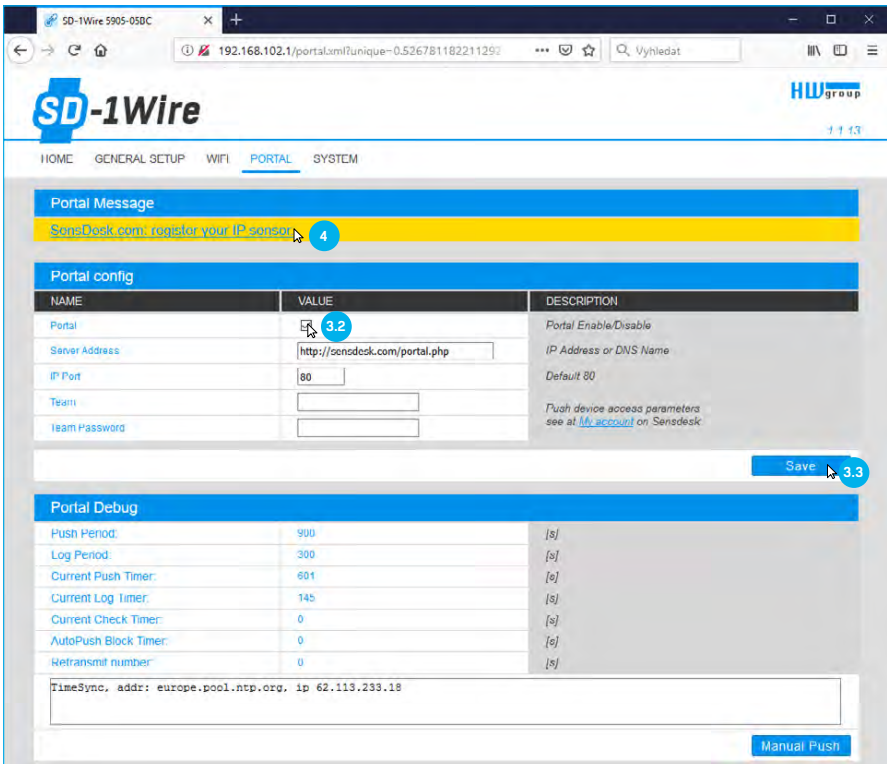 SD-1Wire 5905-05BC
192.168.102.1/portal.xml?unique=0.526781182211292
Vyhledat
SD-1Wire
HWgroup
1.1.13
HOME GENERAL SETUP WIFI PORTAL SYSTEM
Portal Message
SensDesk.com: register your IP sensor
4
Portal config
NAME VALUE DESCRIPTION
Portal 3.2 Portal Enable/Disable
Server Address http://sensdesk.com/portal.php IP Address or DNS Name
IP Port 80 Default 80
Team
Push device access parameters
see at My account on Sensdesk
Team Password
Save 3.3
Portal Debug
Push Period: 900 [s]
Log Period: 300 [s]
Current Push Timer: 601 [s]
Current Log Timer: 145 [s]
Current Check Timer: 0 [s]
AutoPush Block Timer: 0 [s]
Retransmit number: 0 [s]
TimeSync, addr: europe.pool.ntp.org, ip 62.113.233.18
Manual Push